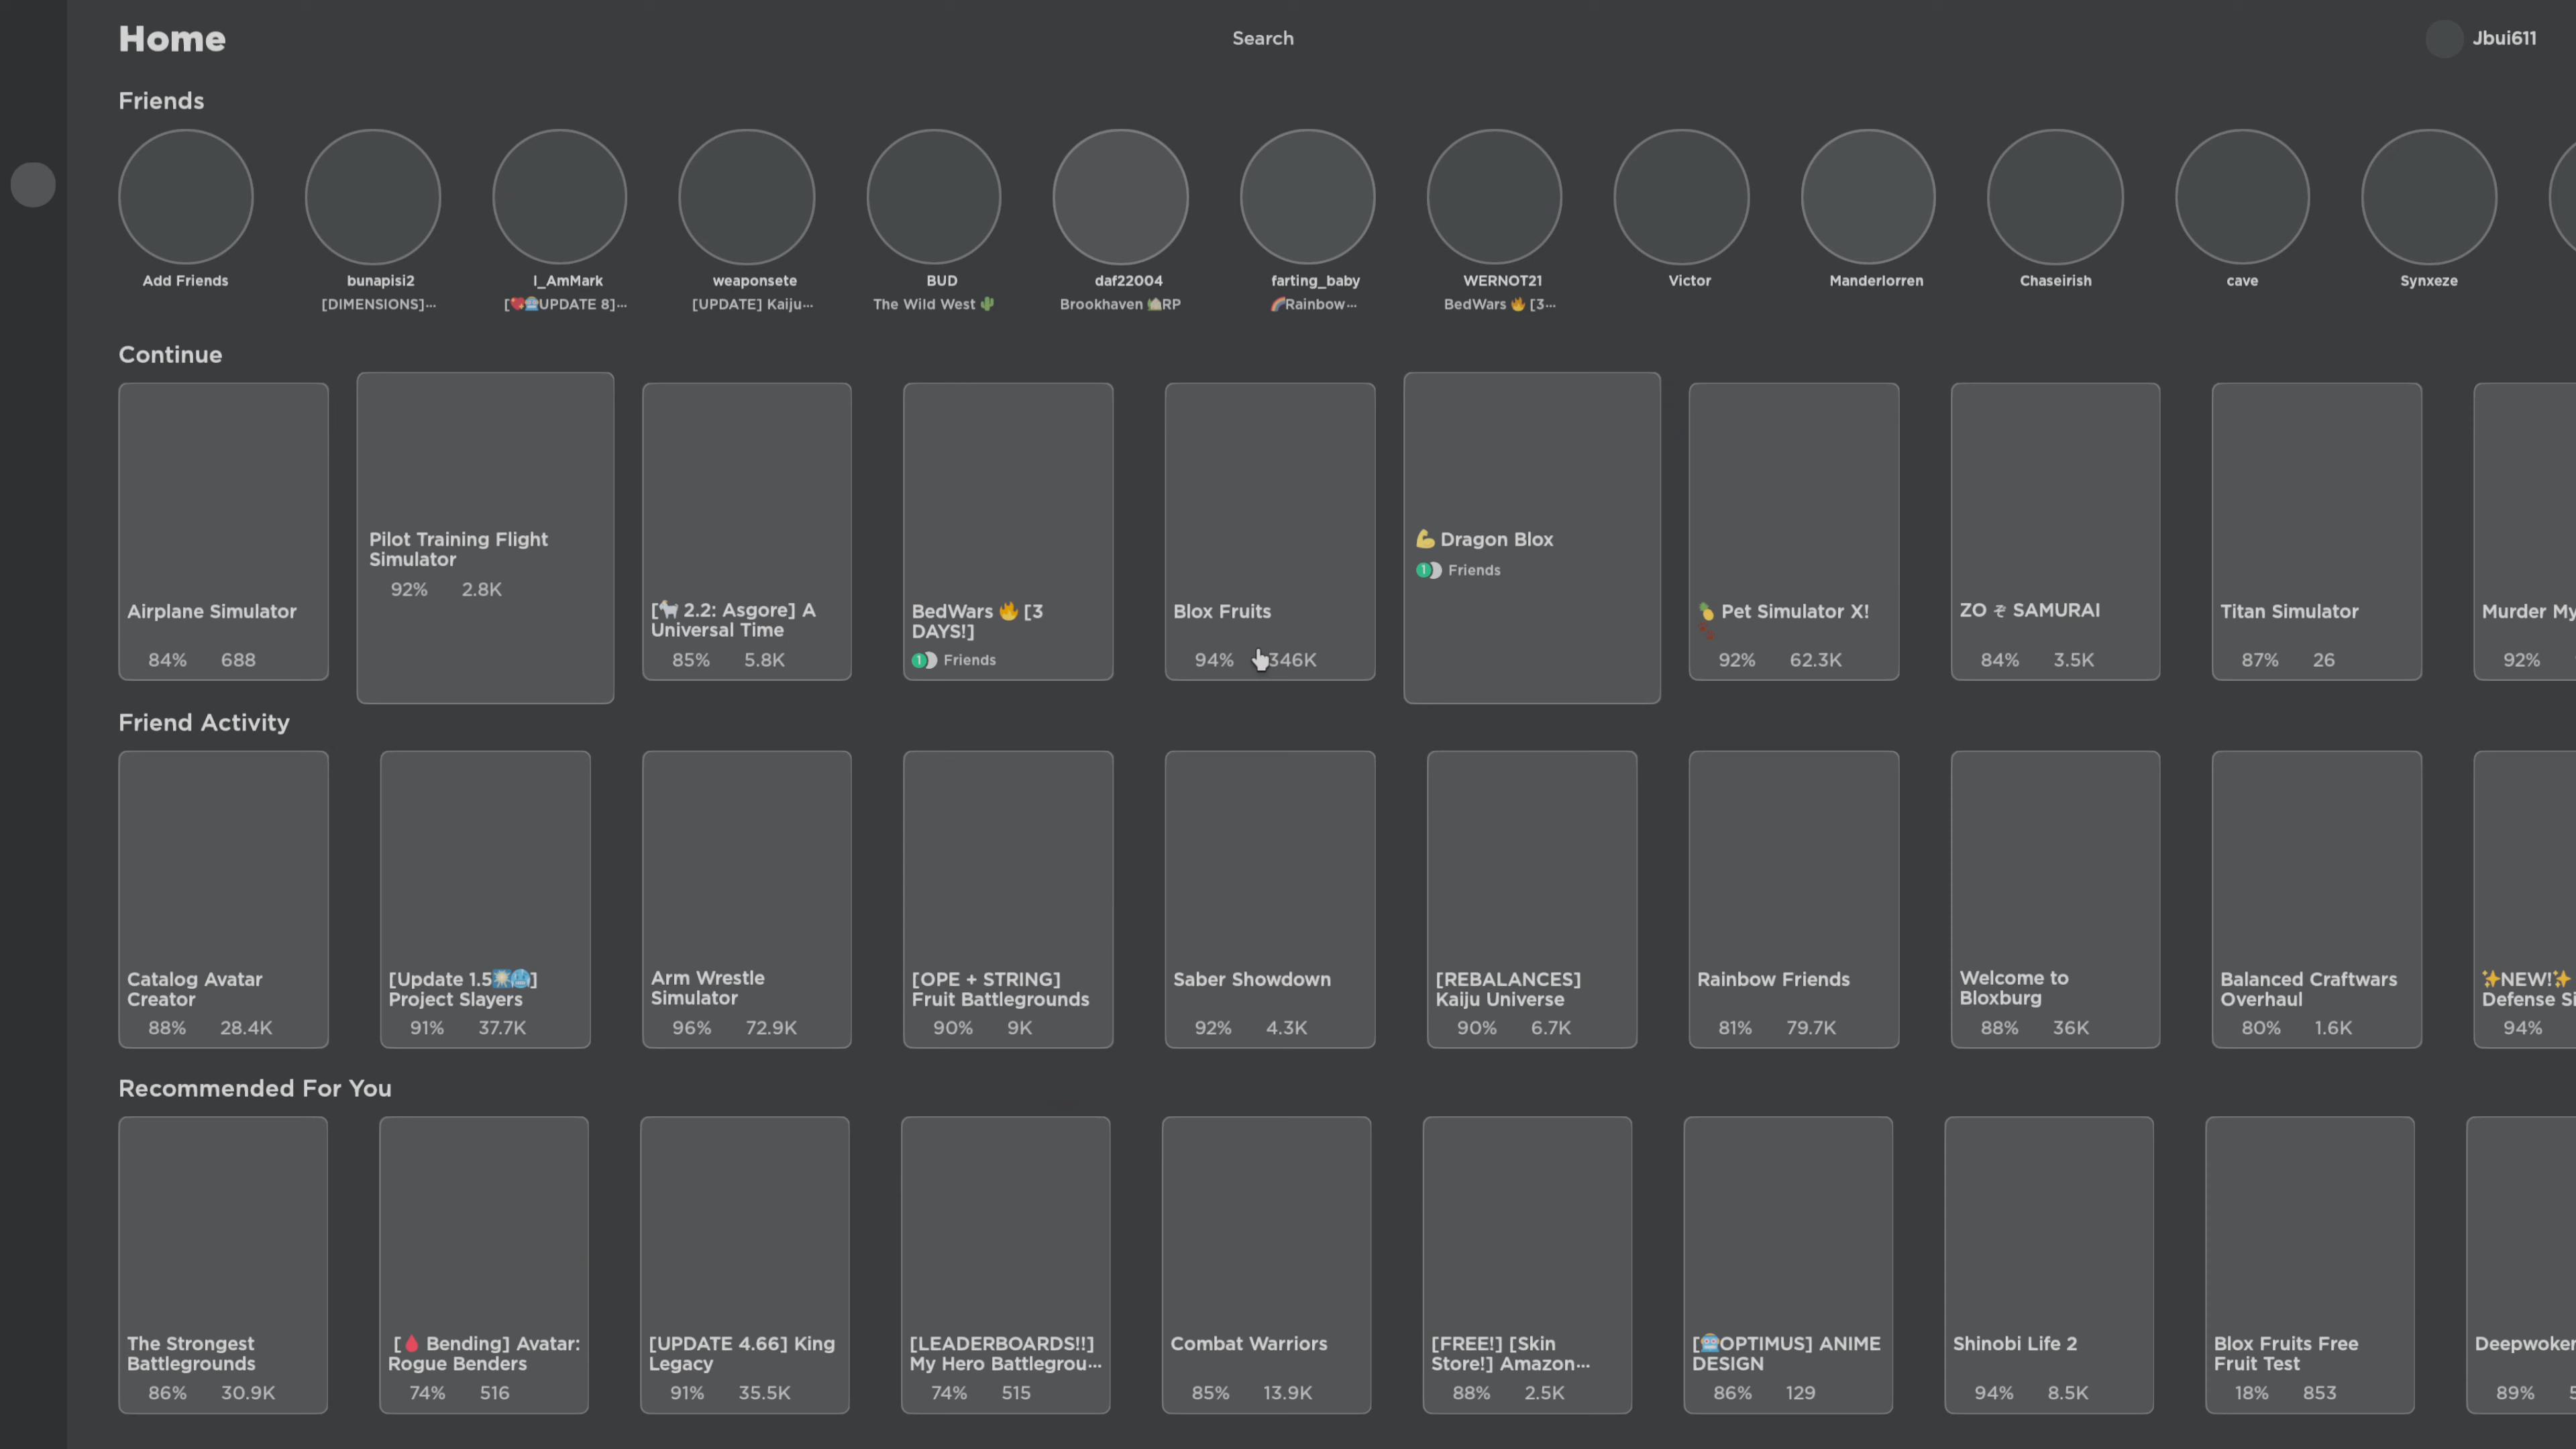 Home
Search
Jbui611
Friends
Add Friends
bunapisi2
[DIMENSIONS]...
I_AmMark
[💖🤖UPDATE 8]...
weaponsete
[UPDATE] Kaiju...
BUD
The Wild West 🌵
daf22004
Brookhaven 🏡RP
farting_baby
🌈Rainbow...
WERNOT21
BedWars 🔥 [3...
Victor
Manderlorren
Chaseirish
cave
Synxeze
Continue
Airplane Simulator
84% 688
Pilot Training Flight
Simulator
92% 2.8K
[🐐 2.2: Asgore] A
Universal Time
85% 5.8K
BedWars 🔥 [3
DAYS!]
1 Friends
Blox Fruits
94% 346K
💪 Dragon Blox
1 Friends
🍍 Pet Simulator X!
🐾
92% 62.3K
ZO ぞ SAMURAI
84% 3.5K
Titan Simulator
87% 26
Murder My
92%
Friend Activity
Catalog Avatar
Creator
88% 28.4K
[Update 1.5💥🥶]
Project Slayers
91% 37.7K
Arm Wrestle
Simulator
96% 72.9K
[OPE + STRING]
Fruit Battlegrounds
90% 9K
Saber Showdown
92% 4.3K
[REBALANCES]
Kaiju Universe
90% 6.7K
Rainbow Friends
81% 79.7K
Welcome to
Bloxburg
88% 36K
Balanced Craftwars
Overhaul
80% 1.6K
✨NEW!✨
Defense Si
94%
Recommended For You
The Strongest
Battlegrounds
86% 30.9K
[🩸 Bending] Avatar:
Rogue Benders
74% 516
[UPDATE 4.66] King
Legacy
91% 35.5K
[LEADERBOARDS!!]
My Hero Battlegrou...
74% 515
Combat Warriors
85% 13.9K
[FREE!] [Skin
Store!] Amazon...
88% 2.5K
[🤖OPTIMUS] ANIME
DESIGN
86% 129
Shinobi Life 2
94% 8.5K
Blox Fruits Free
Fruit Test
18% 853
Deepwoken
89%